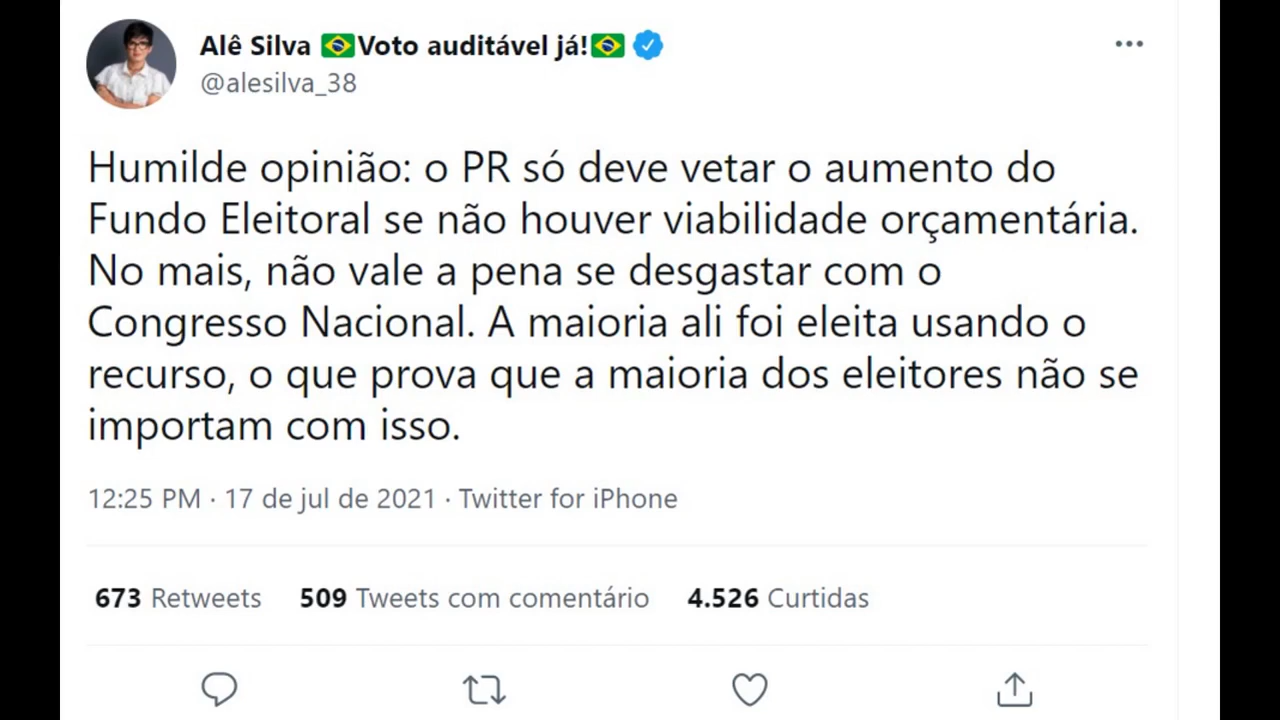 Alê Silva 🇧🇷Voto auditável já!🇧🇷
@alesilva_38
Humilde opinião: o PR só deve vetar o aumento do
Fundo Eleitoral se não houver viabilidade orçamentária.
No mais, não vale a pena se desgastar com o
Congresso Nacional. A maioria ali foi eleita usando o
recurso, o que prova que a maioria dos eleitores não se
importam com isso.
12:25 PM · 17 de jul de 2021 · Twitter for iPhone
673 Retweets 509 Tweets com comentário 4.526 Curtidas